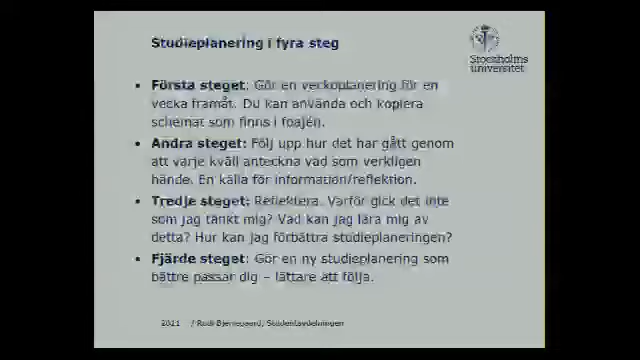 Studieplanering i fyra steg
Stockholms
universitet
• Första steget: Gör en veckoplanering för en
vecka framåt. Du kan använda och kopiera
schemat som finns i foajén.
• Andra steget: Följ upp hur det har gått genom
att varje kväll anteckna vad som verkligen
hände. En källa för information/reflektion.
• Tredje steget: Reflektera. Varför gick det inte
som jag tänkt mig? Vad kan jag lära mig av
detta? Hur kan jag förbättra studieplaneringen?
• Fjärde steget: Gör en ny studieplanering som
bättre passar dig – lättare att följa.
2011 / Rudi Studentavdelningen